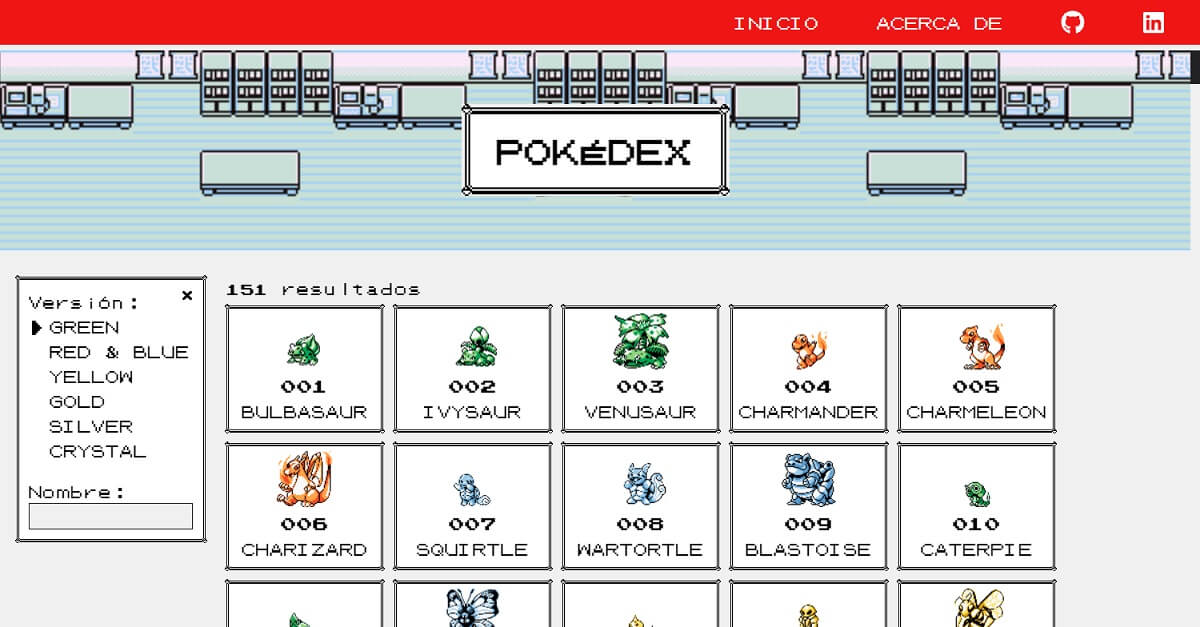 INICIO ACERCA DE
POKéDEX
Versión:
GREEN
RED & BLUE
YELLOW
GOLD
SILVER
CRYSTAL
Nombre:
151 resultados
001 002 003 004 005
BULBASAUR IVYSAUR VENUSAUR CHARMANDER CHARMELEON
006 007 008 009 010
CHARIZARD SQUIRTLE WARTORTLE BLASTOISE CATERPIE